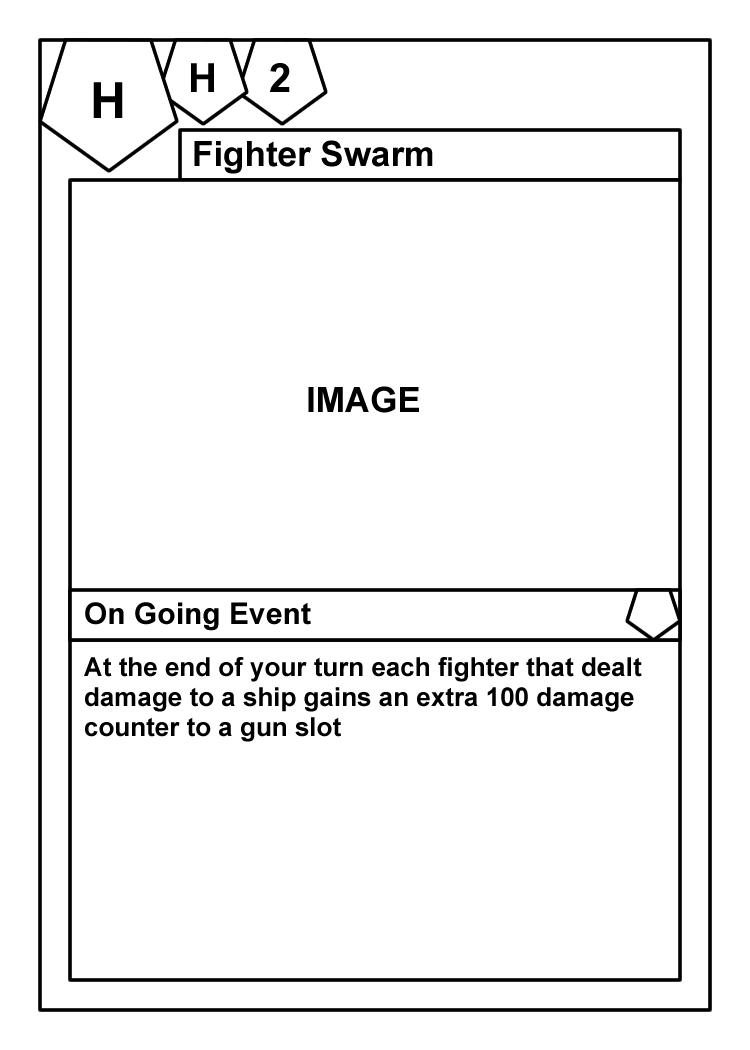 H H 2
Fighter Swarm
IMAGE
On Going Event
At the end of your turn each fighter that dealt
damage to a ship gains an extra 100 damage
counter to a gun slot